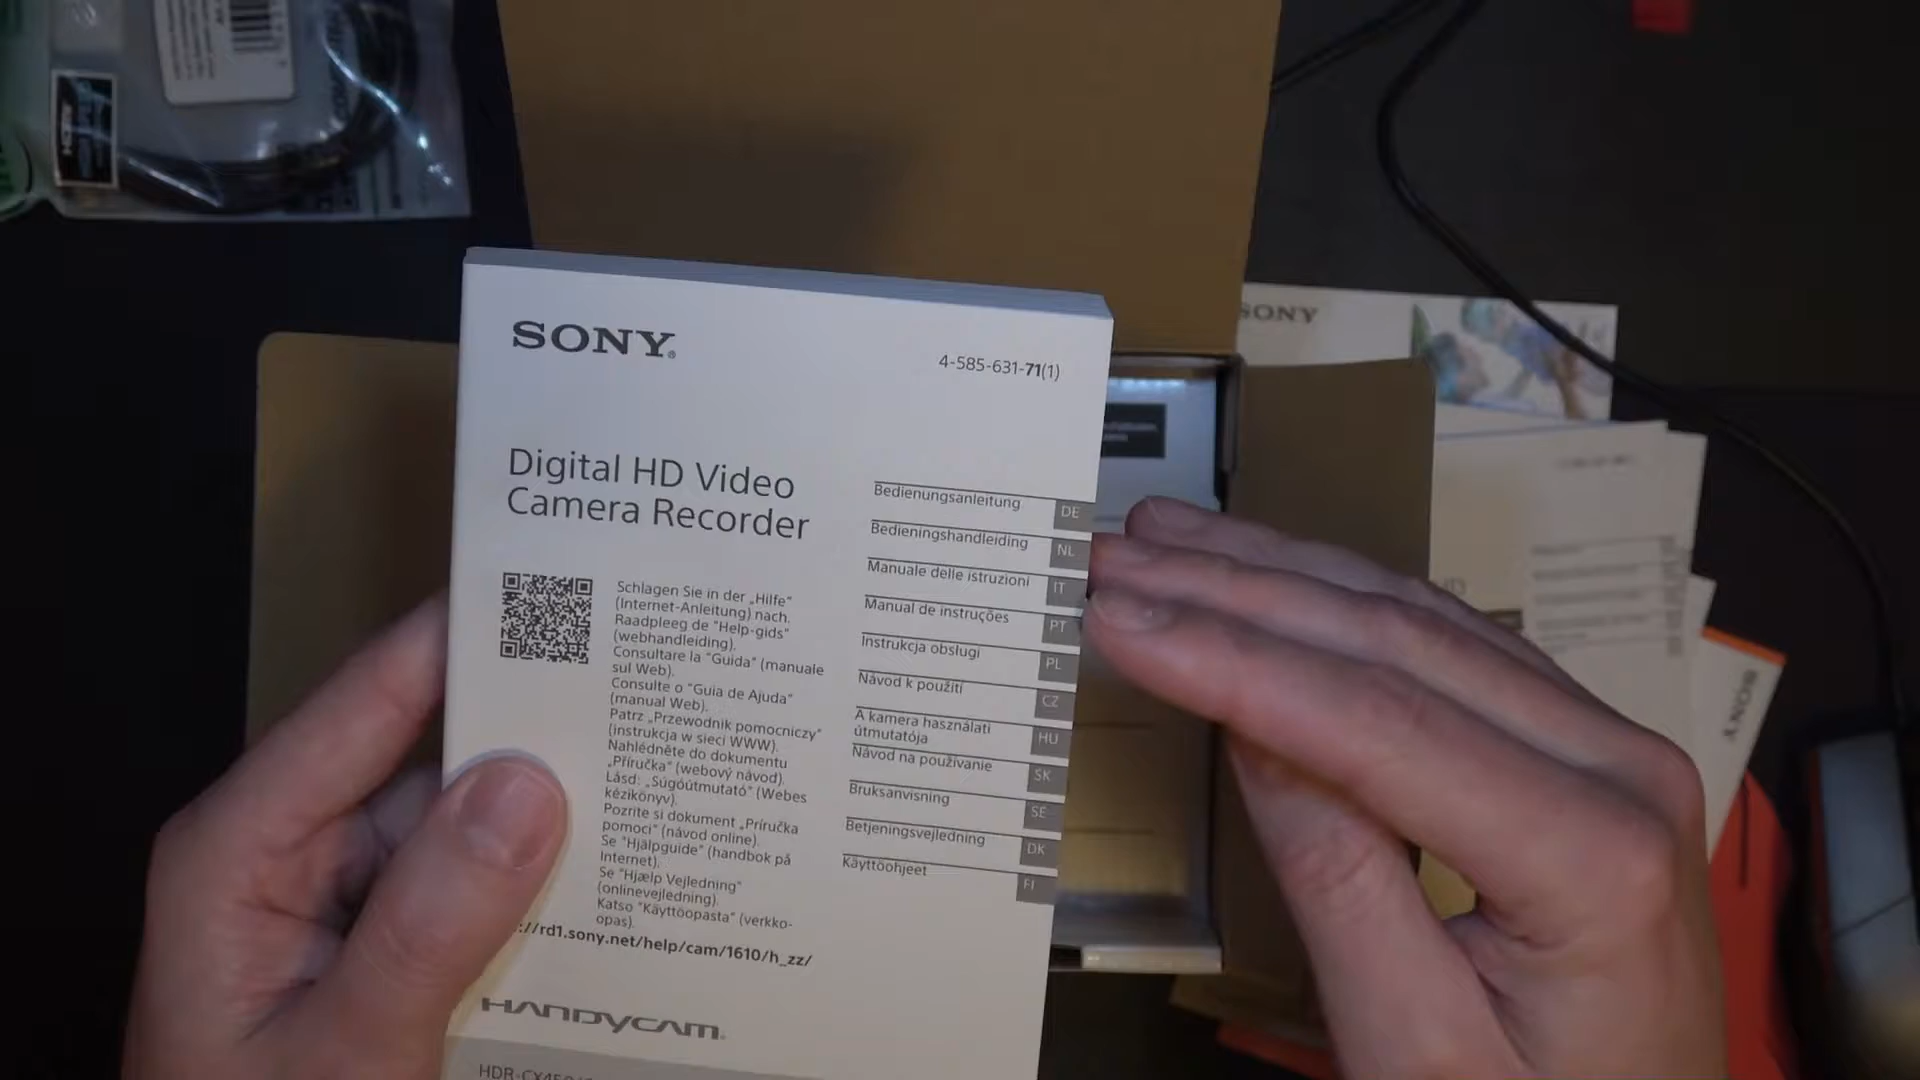 SONY®
4-585-631-71(1)
Digital HD Video
Camera Recorder
Schlagen Sie in der „Hilfe“
(Internet-Anleitung) nach.
Raadpleeg de "Help-gids"
(webhandleiding).
Consultare la "Guida" (manuale
sul Web).
Consulte o "Guia de Ajuda"
(manual Web).
Patrz „Przewodnik pomocniczy"
(instrukcja w sieci WWW).
Nahlédněte do dokumentu
„Příručka" (webový návod).
Lásd: „Súgóútmutató" (Webes
kézikönyv).
Pozrite si dokument „Príručka
pomoci" (návod online).
Se "Hjälpguide" (handbok på
Internet).
Se "Hjælp Vejledning"
(onlinevejledning).
Katso "Käyttöopasta" (verkko-
opas).
://rd1.sony.net/help/cam/1610/h_zz/
Bedienungsanleitung DE
Bedieningshandleiding NL
Manuale delle istruzioni IT
Manual de instruções PT
Instrukcja obsługi PL
Návod k použití CZ
A kamera használati
útmutatója HU
Návod na používanie SK
Bruksanvisning SE
Betjeningsvejledning DK
Käyttöohjeet FI
HANDYCAM®
SONY
SONY